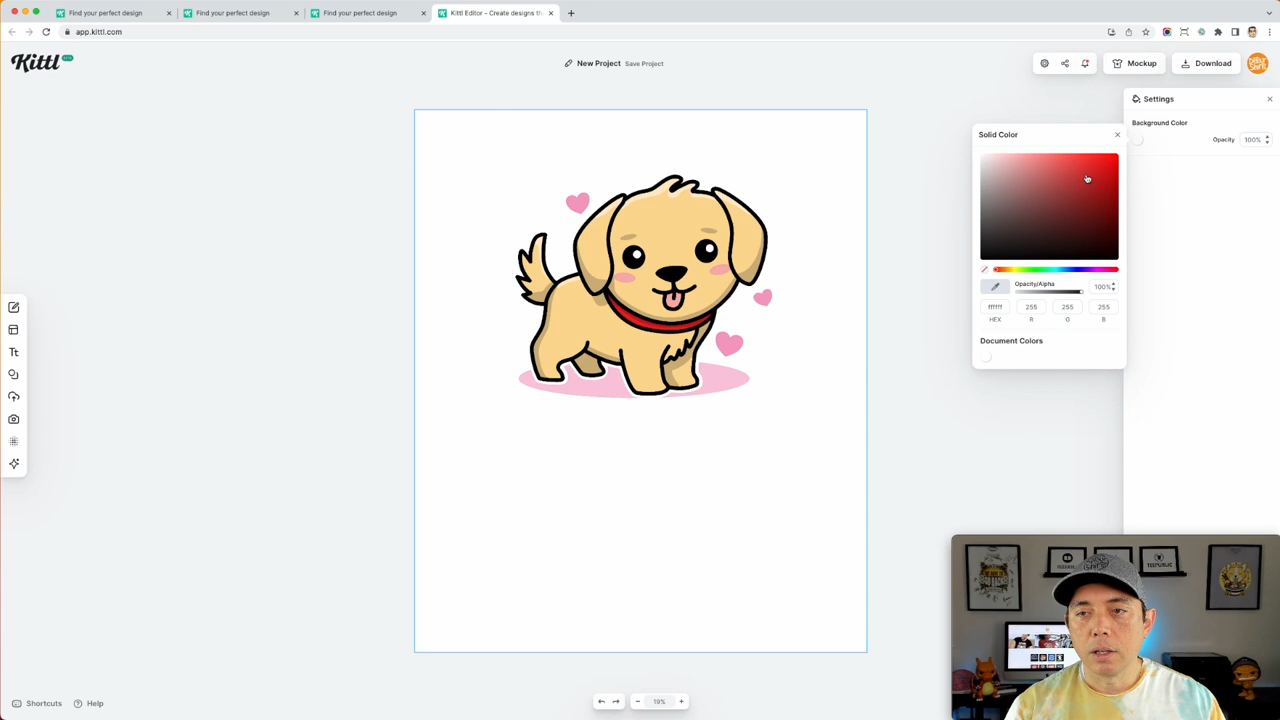 Find your perfect design
Find your perfect design
Find your perfect design
Kittl Editor – Create designs th
app.kittl.com
Kittl
New Project Save Project
Mockup
Download
Settings
Background Color
Opacity 100%
Solid Color
Opacity/Alpha
100%
ffffff 255 255 255
HEX R G B
Document Colors
TEEPUBLIC
Shortcuts
Help
19%